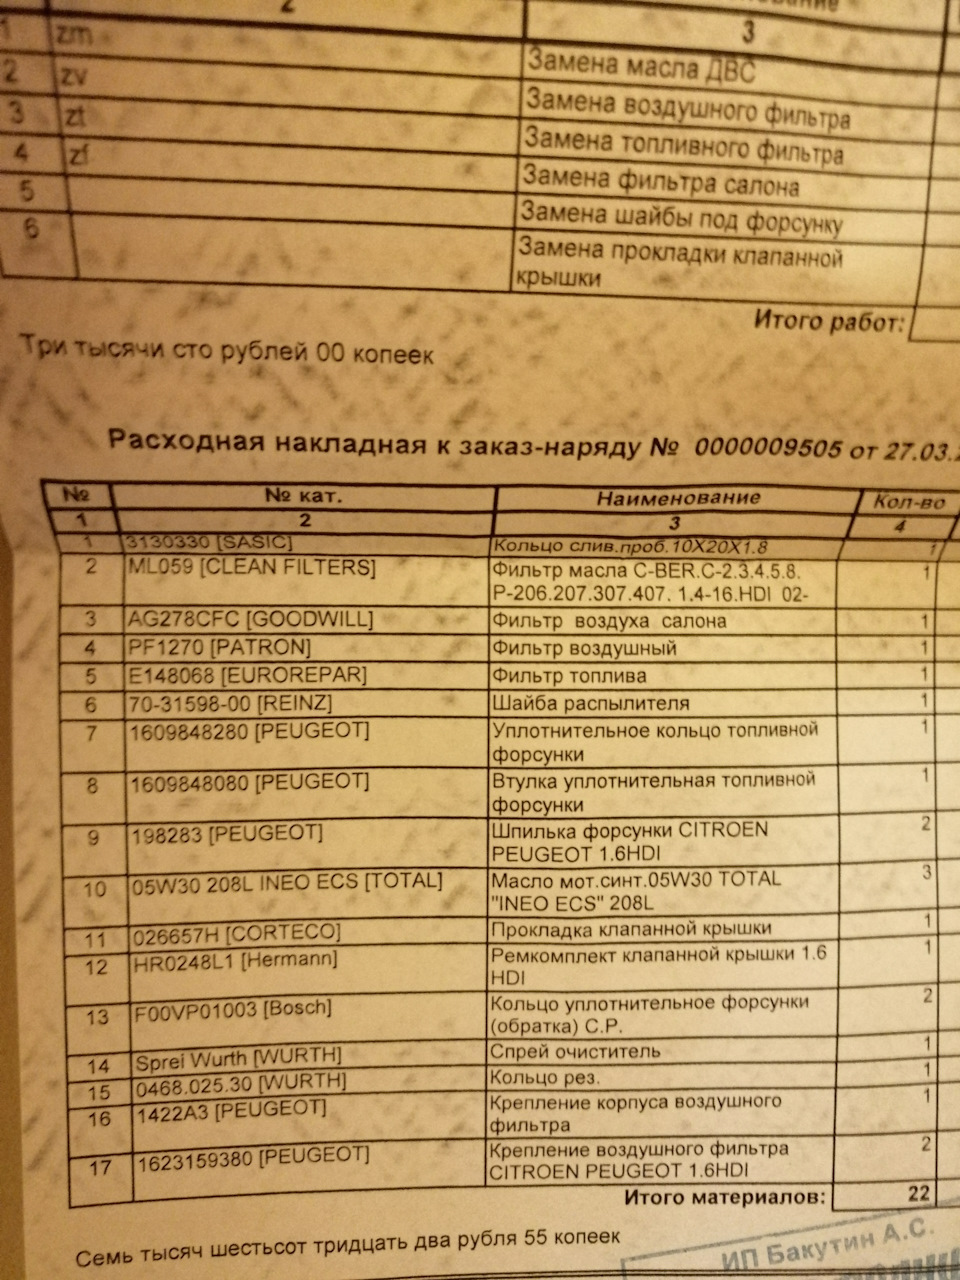 2
3
1 zm Замена масла ДВС
2 zv Замена воздушного фильтра
3 zt Замена топливного фильтра
4 zf Замена фильтра салона
5 Замена шайбы под форсунку
6 Замена прокладки клапанной
крышки
Итого работ:
Три тысячи сто рублей 00 копеек
Расходная накладная к заказ-наряду № 0000009505 от 27.03.
№ № кат. Наименование Кол-во
1 2 3 4
1 3130330 [SASIC] Кольцо слив.проб.10X20X1.8 1
2 ML059 [CLEAN FILTERS] Фильтр масла C-BER.C-2.3.4.5.8. 1
P-206.207.307.407. 1.4-16.HDI 02-
3 AG278CFC [GOODWILL] Фильтр воздуха салона 1
4 PF1270 [PATRON] Фильтр воздушный 1
5 E148068 [EUROREPAR] Фильтр топлива 1
6 70-31598-00 [REINZ] Шайба распылителя 1
7 1609848280 [PEUGEOT] Уплотнительное кольцо топливной 1
форсунки
8 1609848080 [PEUGEOT] Втулка уплотнительная топливной 1
форсунки
9 198283 [PEUGEOT] Шпилька форсунки CITROEN 2
PEUGEOT 1.6HDI
10 05W30 208L INEO ECS [TOTAL] Масло мот.синт.05W30 TOTAL 3
"INEO ECS" 208L
11 026657H [CORTECO] Прокладка клапанной крышки 1
12 HR0248L1 [Hermann] Ремкомплект клапанной крышки 1.6 1
HDI
13 F00VP01003 [Bosch] Кольцо уплотнительное форсунки 2
(обратка) C.P.
14 Sprei Wurth [WURTH] Спрей очиститель 1
15 0468.025.30 [WURTH] Кольцо рез. 1
16 1422A3 [PEUGEOT] Крепление корпуса воздушного 1
фильтра
17 1623159380 [PEUGEOT] Крепление воздушного фильтра 2
CITROEN PEUGEOT 1.6HDI
Итого материалов: 22
Семь тысяч шестьсот тридцать два рубля 55 копеек
ИП Бакутин А.С.